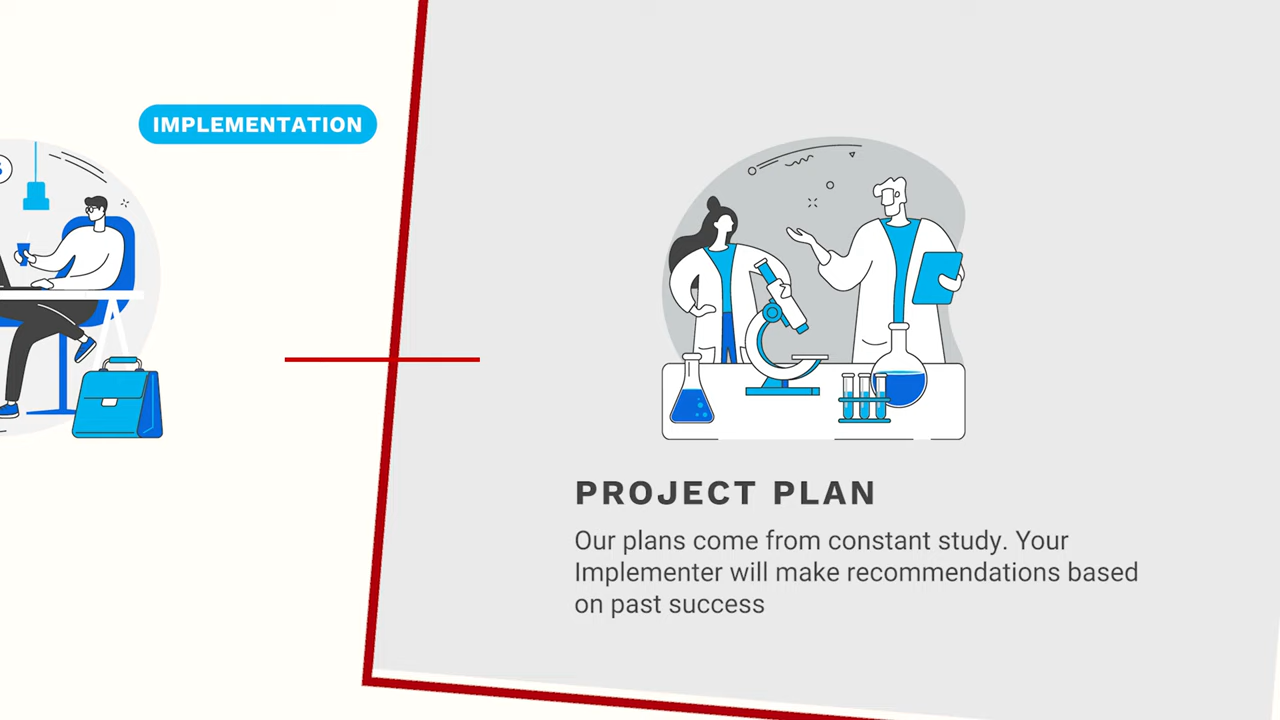 IMPLEMENTATION
PROJECT PLAN
Our plans come from constant study. Your
Implementer will make recommendations based
on past success